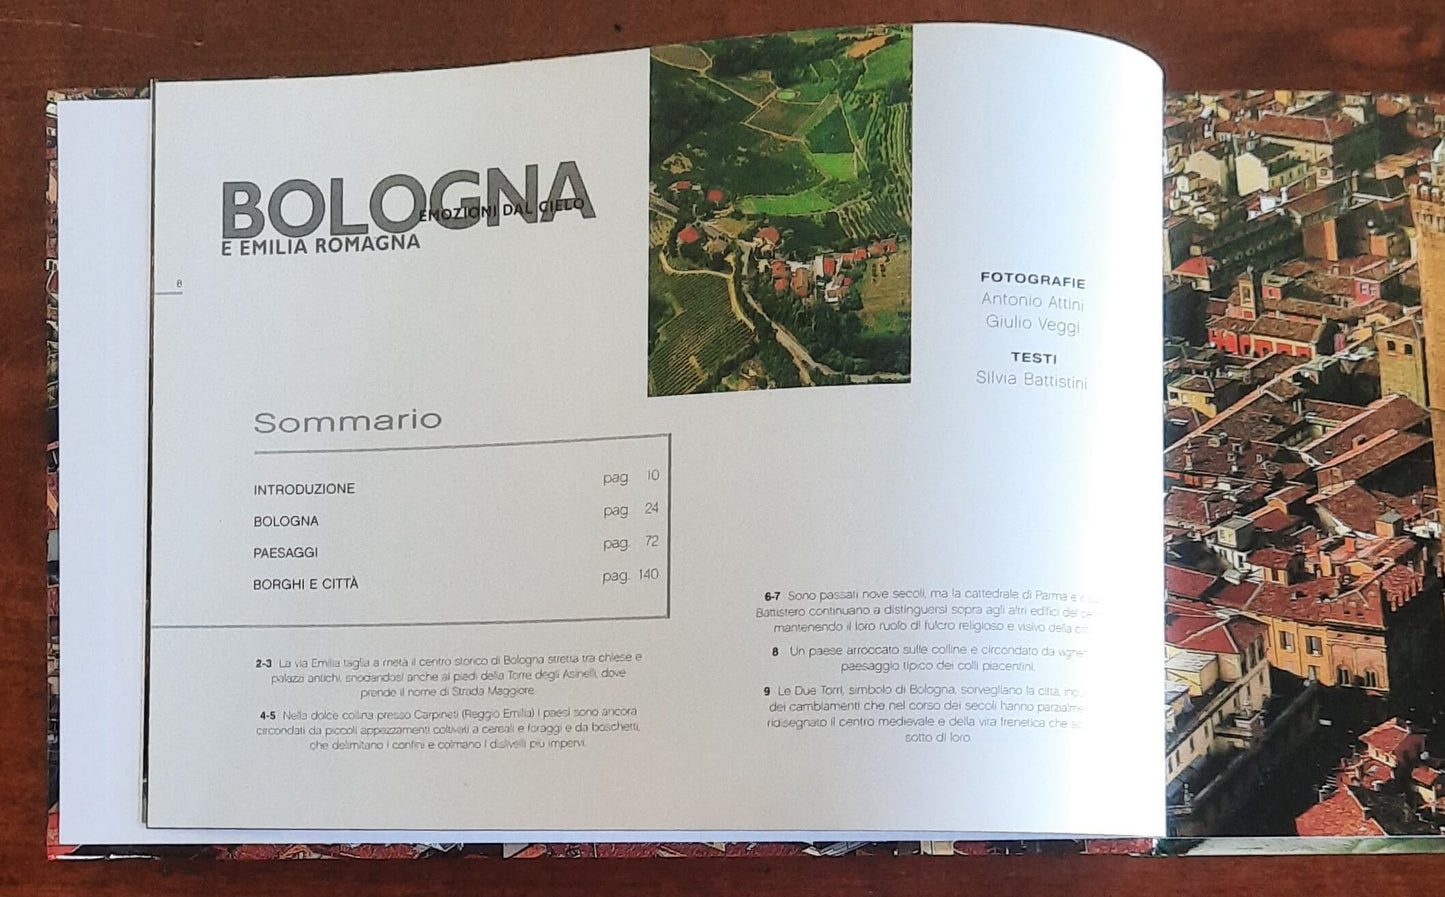 BOLOGNA
EMOZIONI DAL CIELO
E EMILIA ROMAGNA
8
FOTOGRAFIE
Antonio Attini
Giulio Veggi
TESTI
Silvia Battistini
Sommario
INTRODUZIONE pag 10
BOLOGNA pag. 24
PAESAGGI pag. 72
BORGHI E CITTÀ pag. 140
2-3 La via Emilia taglia a metà il centro storico di Bologna stretta tra chiese e
palazzi antichi, snodandosi anche ai piedi della Torre degli Asinelli, dove
prende il nome di Strada Maggiore.
4-5 Nella dolce collina presso Carpineti (Reggio Emilia) i paesi sono ancora
circondati da piccoli appezzamenti coltivati a cereali e foraggi e da boschetti,
che delimitano i confini e colmano i dislivelli più impervi.
6-7 Sono passati nove secoli, ma la cattedrale di Parma e il
Battistero continuano a distinguersi sopra agli altri edifici del
mantenendo il loro ruolo di fulcro religioso e visivo della
8 Un paese arroccato sulle colline e circondato da
paesaggio tipico dei colli piacentini.
9 Le Due Torri, simbolo di Bologna, sorvegliano la città,
dei cambiamenti che nel corso dei secoli hanno
ridisegnato il centro medievale e della vita frenetica che
sotto di loro.